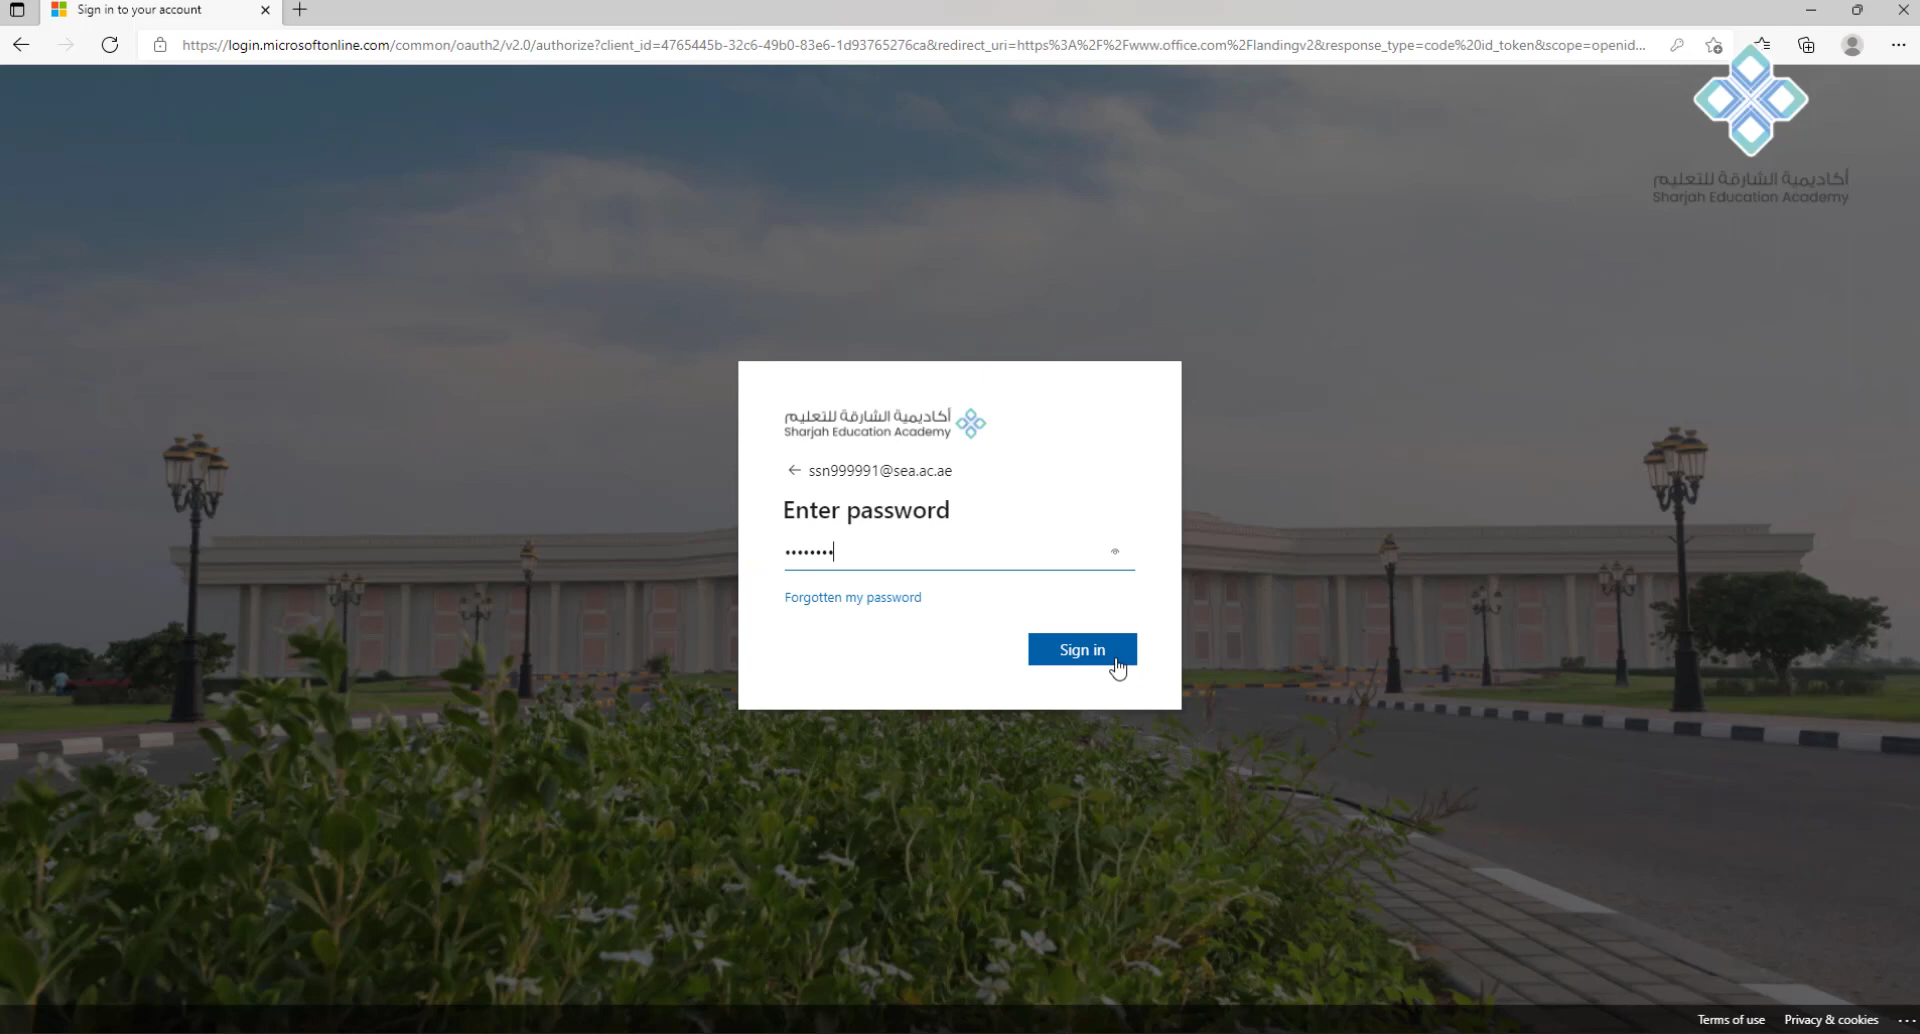 Sign in to your account
https://login.microsoftonline.com/common/oauth2/v2.0/authorize?client_id=4765445b-32c6-49b0-83e6-1d93765276ca&redirect_uri=https%3A%2F%2Fwww.office.com%2Flandingv2&response_type=code%20id_token&scope=openid...
أكاديمية الشارقة للتعليم
Sharjah Education Academy
أكاديمية الشارقة للتعليم
Sharjah Education Academy
ssn999991@sea.ac.ae
Enter password
••••••••
Forgotten my password
Sign in
Terms of use Privacy & cookies ...